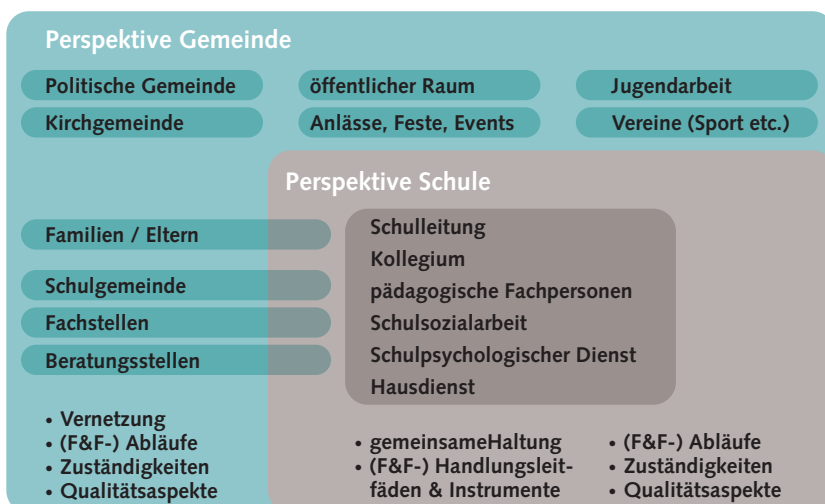 Perspektive Gemeinde
Politische Gemeinde
öffentlicher Raum
Jugendarbeit
Kirchgemeinde
Anlässe, Feste, Events
Vereine (Sport etc.)
Perspektive Schule
Familien / Eltern
Schulgemeinde
Fachstellen
Beratungsstellen
Schulleitung
Kollegium
pädagogische Fachpersonen
Schulsozialarbeit
Schulpsychologischer Dienst
Hausdienst
• Vernetzung
• (F&F-) Abläufe
• Zuständigkeiten
• Qualitätsaspekte
• gemeinsameHaltung
• (F&F-) Handlungsleit-
fäden & Instrumente
• (F&F-) Abläufe
• Zuständigkeiten
• Qualitätsaspekte